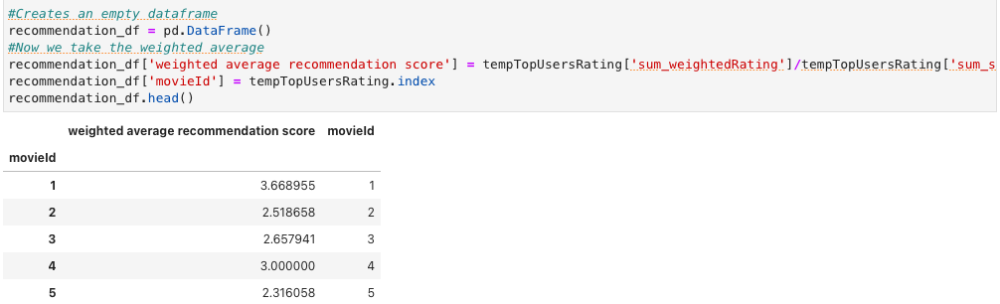 #Creates an empty dataframe
recommendation_df = pd.DataFrame()
#Now we take the weighted average
recommendation_df['weighted average recommendation score'] = tempTopUsersRating['sum_weightedRating']/tempTopUsersRating['sum_s
recommendation_df['movieId'] = tempTopUsersRating.index
recommendation_df.head()
weighted average recommendation score movieId
movieId
1 3.668955 1
2 2.518658 2
3 2.657941 3
4 3.000000 4
5 2.316058 5